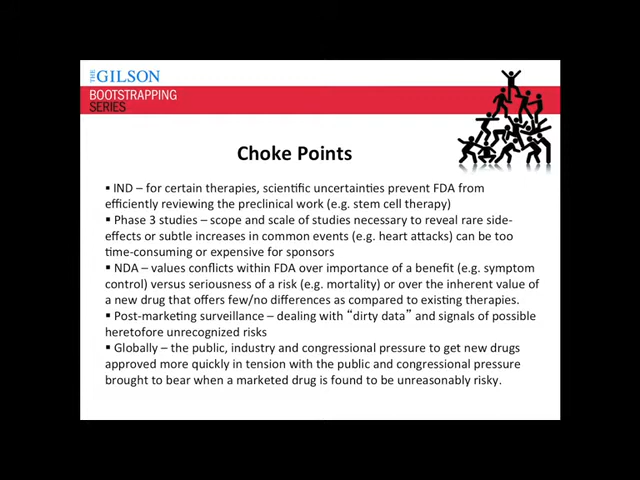 THE GILSON
BOOTSTRAPPING
SERIES
Choke Points
▪ IND – for certain therapies, scientific uncertainties prevent FDA from
efficiently reviewing the preclinical work (e.g. stem cell therapy)
▪ Phase 3 studies – scope and scale of studies necessary to reveal rare side-
effects or subtle increases in common events (e.g. heart attacks) can be too
time-consuming or expensive for sponsors
▪ NDA – values conflicts within FDA over importance of a benefit (e.g. symptom
control) versus seriousness of a risk (e.g. mortality) or over the inherent value of
a new drug that offers few/no differences as compared to existing therapies.
▪ Post-marketing surveillance – dealing with “dirty data” and signals of possible
heretofore unrecognized risks
▪ Globally – the public, industry and congressional pressure to get new drugs
approved more quickly in tension with the public and congressional pressure
brought to bear when a marketed drug is found to be unreasonably risky.